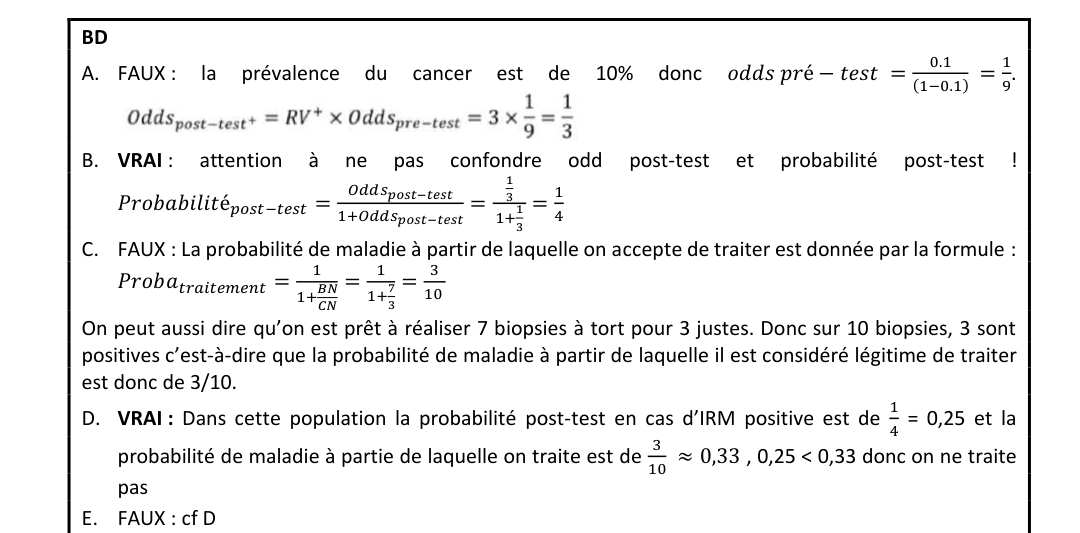 BD
A. FAUX : la prévalence du cancer est de 10% donc odds pré − test = 0.1/(1−0.1) = 1/9.
Odds_post−test⁺ = RV⁺ × Odds_pre−test = 3 × 1/9 = 1/3
B. VRAI : attention à ne pas confondre odd post-test et probabilité post-test !
Probabilité_post−test = Odds_post−test/(1+Odds_post−test) = (1/3)/(1+1/3) = 1/4
C. FAUX : La probabilité de maladie à partir de laquelle on accepte de traiter est donnée par la formule :
Proba_traitement = 1/(1+BN/CN) = 1/(1+7/3) = 3/10
On peut aussi dire qu’on est prêt à réaliser 7 biopsies à tort pour 3 justes. Donc sur 10 biopsies, 3 sont
positives c’est-à-dire que la probabilité de maladie à partir de laquelle il est considéré légitime de traiter
est donc de 3/10.
D. VRAI : Dans cette population la probabilité post-test en cas d’IRM positive est de 1/4 = 0,25 et la
probabilité de maladie à partie de laquelle on traite est de 3/10 ≈ 0,33 , 0,25 < 0,33 donc on ne traite
pas
E. FAUX : cf D